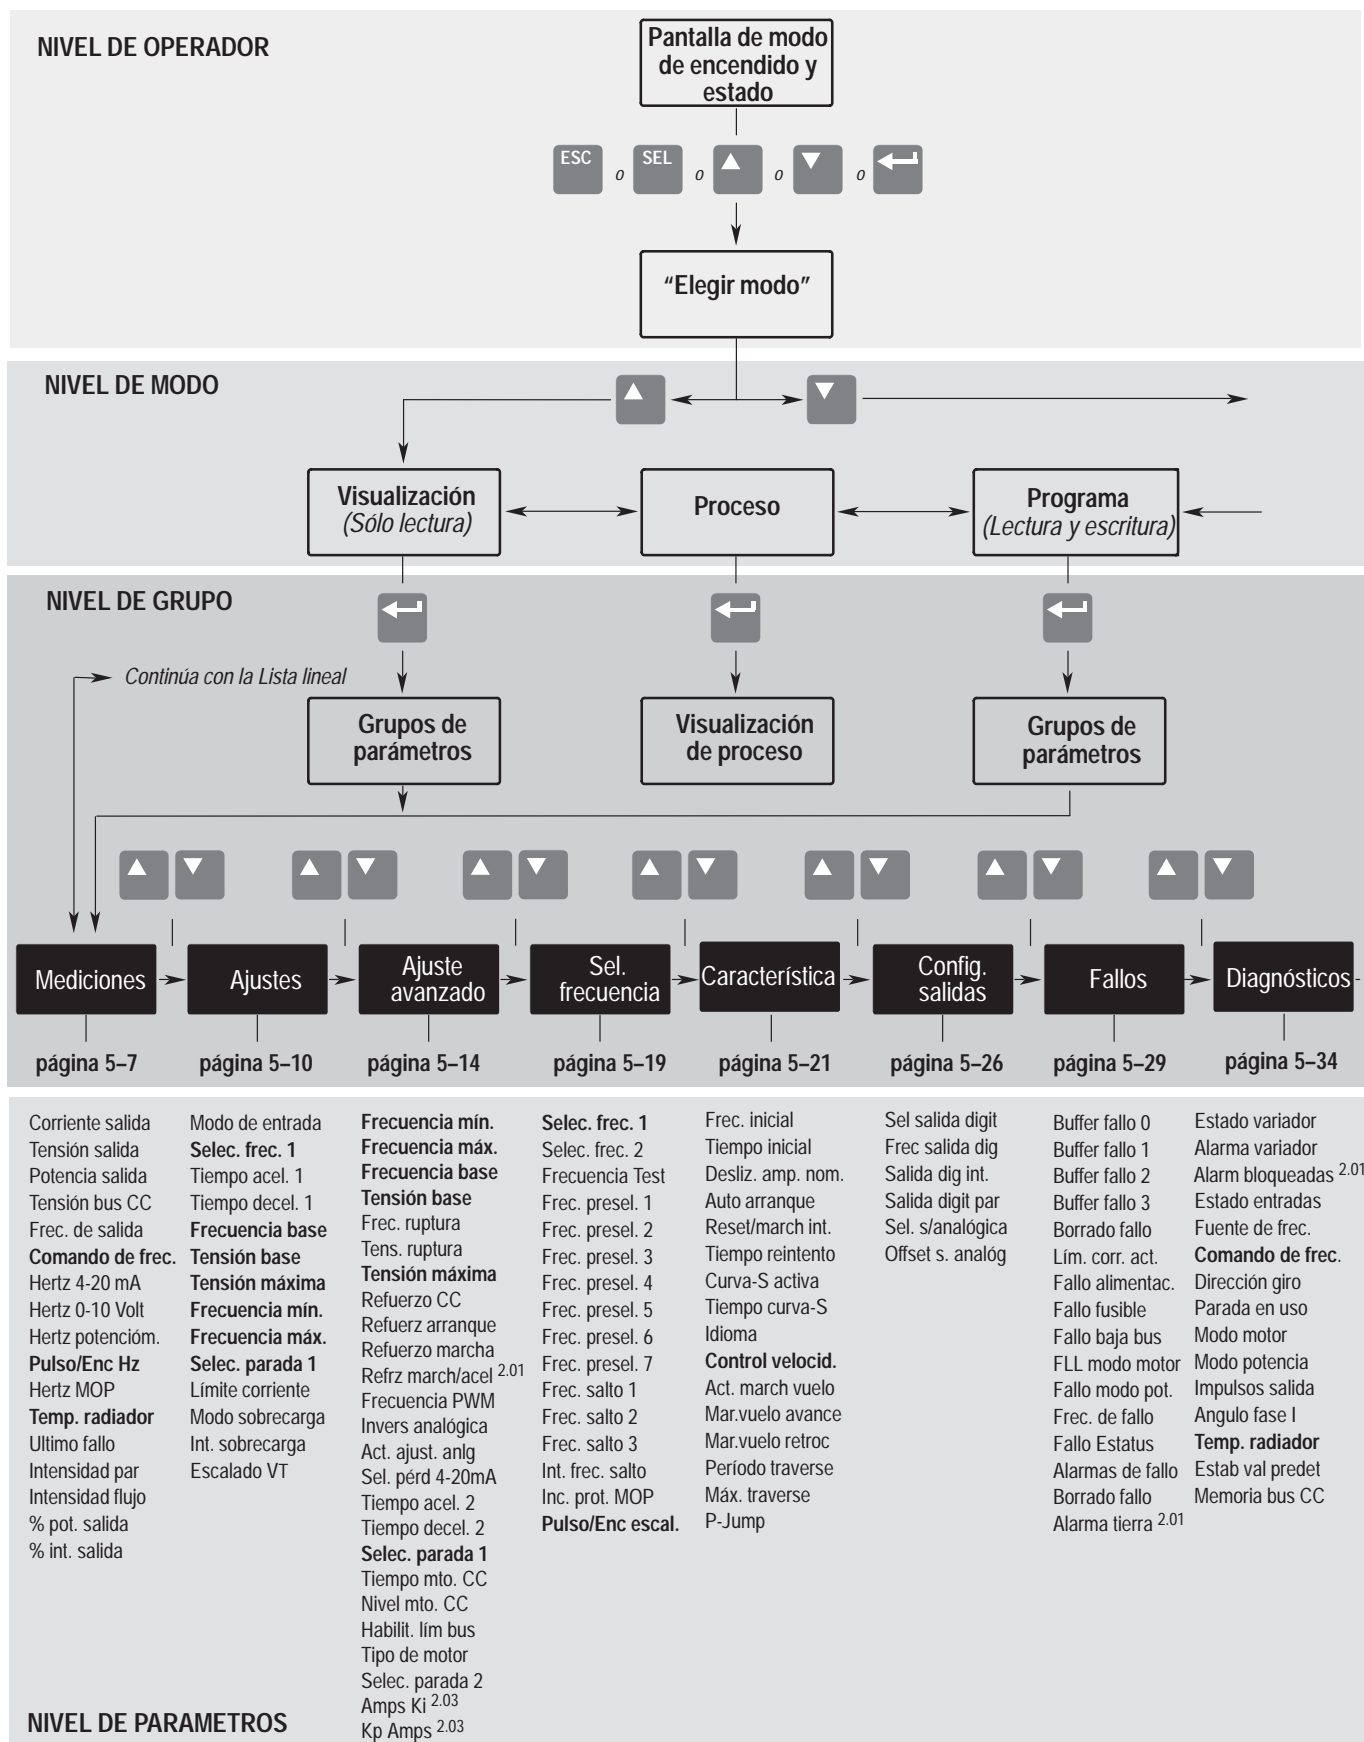 NIVEL DE OPERADOR
Pantalla de modo
de encendido y
estado
ESC o SEL o o o
“Elegir modo”
NIVEL DE MODO
Visualización
(Sólo lectura)
Proceso
Programa
(Lectura y escritura)
NIVEL DE GRUPO
Continúa con la Lista lineal
Grupos de
parámetros
Visualización
de proceso
Grupos de
parámetros
Mediciones
Ajustes
Ajuste
avanzado
Sel.
frecuencia
Característica
Config.
salidas
Fallos
Diagnósticos
página 5–7
página 5–10
página 5–14
página 5–19
página 5–21
página 5–26
página 5–29
página 5–34
Corriente salida
Tensión salida
Potencia salida
Tensión bus CC
Frec. de salida
Comando de frec.
Hertz 4-20 mA
Hertz 0-10 Volt
Hertz potencióm.
Pulso/Enc Hz
Hertz MOP
Temp. radiador
Ultimo fallo
Intensidad par
Intensidad flujo
% pot. salida
% int. salida
Modo de entrada
Selec. frec. 1
Tiempo acel. 1
Tiempo decel. 1
Frecuencia base
Tensión base
Tensión máxima
Frecuencia mín.
Frecuencia máx.
Selec. parada 1
Límite corriente
Modo sobrecarga
Int. sobrecarga
Escalado VT
Frecuencia mín.
Frecuencia máx.
Frecuencia base
Tensión base
Frec. ruptura
Tens. ruptura
Tensión máxima
Refuerzo CC
Refuerz arranque
Refuerzo marcha
Refrz march/acel 2.01
Frecuencia PWM
Invers analógica
Act. ajust. anlg
Sel. pérd 4-20mA
Tiempo acel. 2
Tiempo decel. 2
Selec. parada 1
Tiempo mto. CC
Nivel mto. CC
Habilit. lím bus
Tipo de motor
Selec. parada 2
Amps Ki 2.03
Kp Amps 2.03
Selec. frec. 1
Selec. frec. 2
Frecuencia Test
Frec. presel. 1
Frec. presel. 2
Frec. presel. 3
Frec. presel. 4
Frec. presel. 5
Frec. presel. 6
Frec. presel. 7
Frec. salto 1
Frec. salto 2
Frec. salto 3
Int. frec. salto
Inc. prot. MOP
Pulso/Enc escal.
Frec. inicial
Tiempo inicial
Desliz. amp. nom.
Auto arranque
Reset/march int.
Tiempo reintento
Curva-S activa
Tiempo curva-S
Idioma
Control velocid.
Act. march vuelo
Mar.vuelo avance
Mar.vuelo retroc
Período traverse
Máx. traverse
P-Jump
Sel salida digit
Frec salida dig
Salida dig int.
Salida digit par
Sel. s/analógica
Offset s. analóg
Buffer fallo 0
Buffer fallo 1
Buffer fallo 2
Buffer fallo 3
Borrado fallo
Lím. corr. act.
Fallo alimentac.
Fallo fusible
Fallo baja bus
FLL modo motor
Fallo modo pot.
Frec. de fallo
Fallo Estatus
Alarmas de fallo
Borrado fallo
Alarma tierra 2.01
Estado variador
Alarma variador
Alarm bloqueadas 2.01
Estado entradas
Fuente de frec.
Comando de frec.
Dirección giro
Parada en uso
Modo motor
Modo potencia
Impulsos salida
Angulo fase I
Temp. radiador
Estab val predet
Memoria bus CC
NIVEL DE PARAMETROS